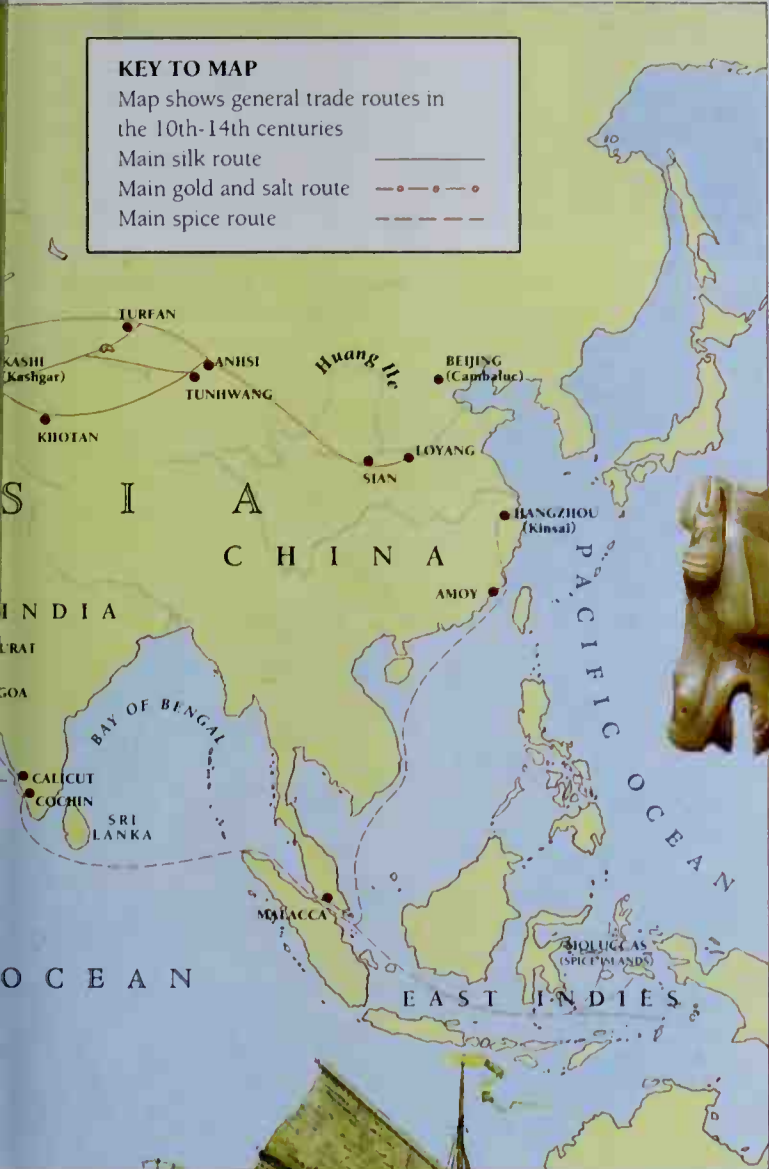 KEY TO MAP
Map shows general trade routes in
the 10th-14th centuries
Main silk route
Main gold and salt route
Main spice route
TURFAN
KASHI
(Kashgar)
ANHSI
TUNHWANG
Huang He
BEIJING
(Cambaluc)
KHOTAN
LOYANG
SIAN
S I A
HANGZHOU
(Kinsai)
CHINA
PACIFIC OCEAN
AMOY
INDIA
URAT
GOA
BAY OF BENGAL
CALICUT
COCHIN
SRI
LANKA
MALACCA
MOLUCCAS
(SPICE ISLANDS)
OCEAN
EAST INDIES